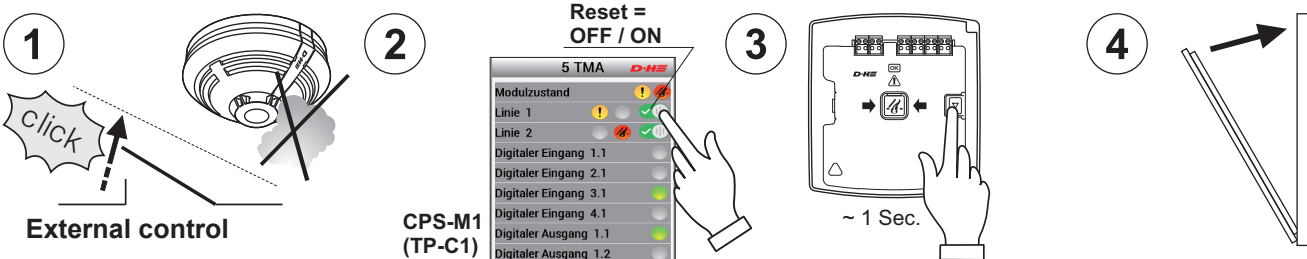 1
click
External control
2
Reset =
OFF / ON
5 TMA D+H
Modulzustand !
Linie 1 !
Linie 2
Digitaler Eingang 1.1
Digitaler Eingang 2.1
Digitaler Eingang 3.1
Digitaler Eingang 4.1
Digitaler Ausgang 1.1
Digitaler Ausgang 1.2
CPS-M1
(TP-C1)
3
D+H
OK
~ 1 Sec.
4